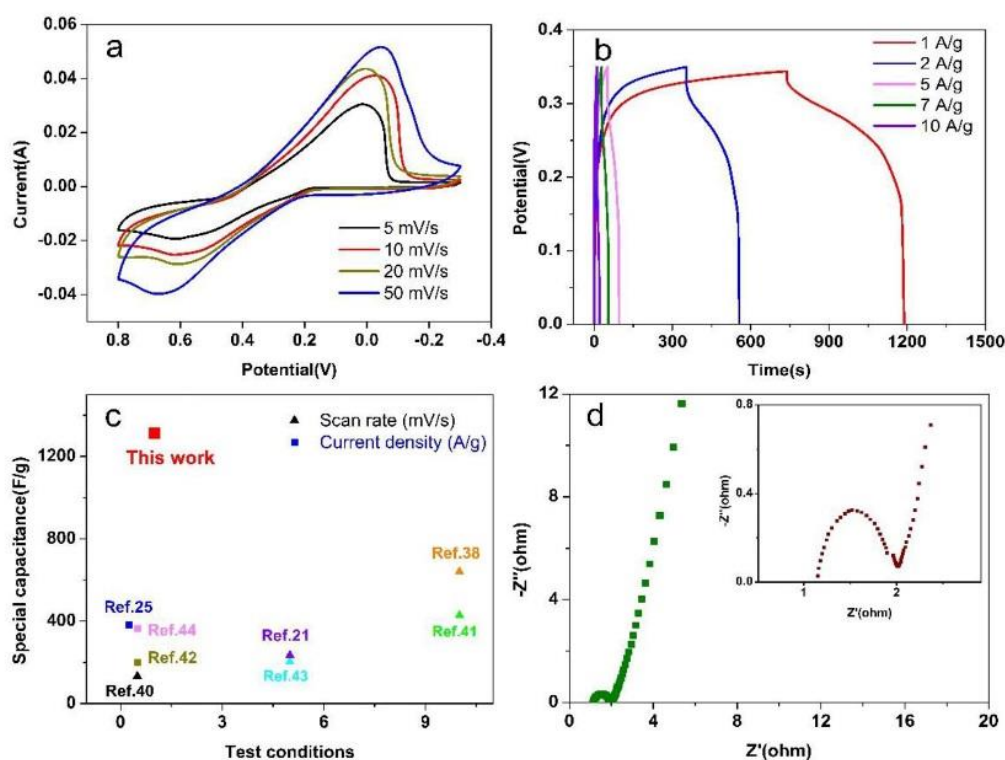 a
0.06
0.04
0.02
0.00
-0.02
-0.04
Current(A)
5 mV/s
10 mV/s
20 mV/s
50 mV/s
0.8 0.6 0.4 0.2 0.0 -0.2 -0.4
Potential(V)
b
0.4
0.3
0.2
0.1
0.0
Potential(V)
1 A/g
2 A/g
5 A/g
7 A/g
10 A/g
0 300 600 900 1200 1500
Time(s)
c
1200
800
400
0
Special capacitance(F/g)
Scan rate (mV/s)
Current density (A/g)
This work
Ref.38
Ref.25
Ref.44
Ref.21
Ref.41
Ref.42
Ref.43
Ref.40
0 3 6 9
Test conditions
d
12
8
4
0
-Z''(ohm)
0.8
0.4
0.0
-Z''(ohm)
1 2
Z'(ohm)
0 4 8 12 16 20
Z'(ohm)